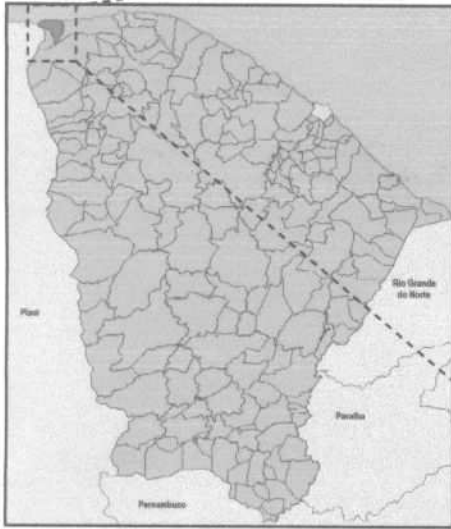 Rio Grande
do Norte
Piauí
Paraíba
Pernambuco